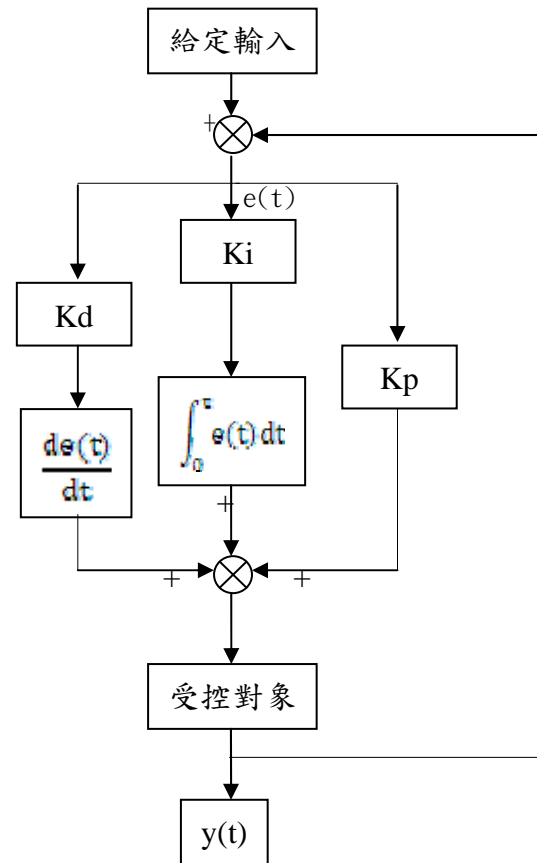 給定輸入
+
e(t)
Ki
Kd
Kp
∫₀ᵗ e(t) dt
de(t)/dt
+
+
+
受控對象
y(t)